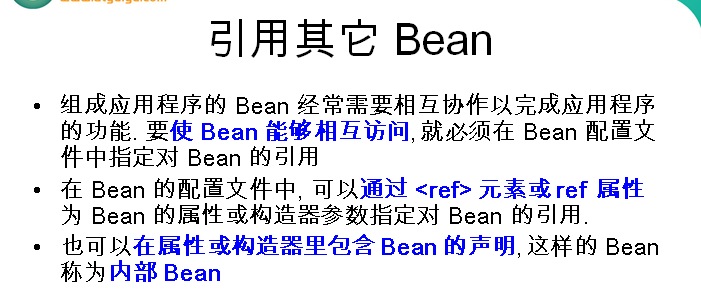 引用其它 Bean
• 组成应用程序的 Bean 经常需要相互协作以完成应用程序
的功能. 要使 Bean 能够相互访问, 就必须在 Bean 配置文
件中指定对 Bean 的引用
• 在 Bean 的配置文件中, 可以通过 <ref> 元素或 ref 属性
为 Bean 的属性或构造器参数指定对 Bean 的引用.
• 也可以在属性或构造器里包含 Bean 的声明, 这样的 Bean
称为内部 Bean